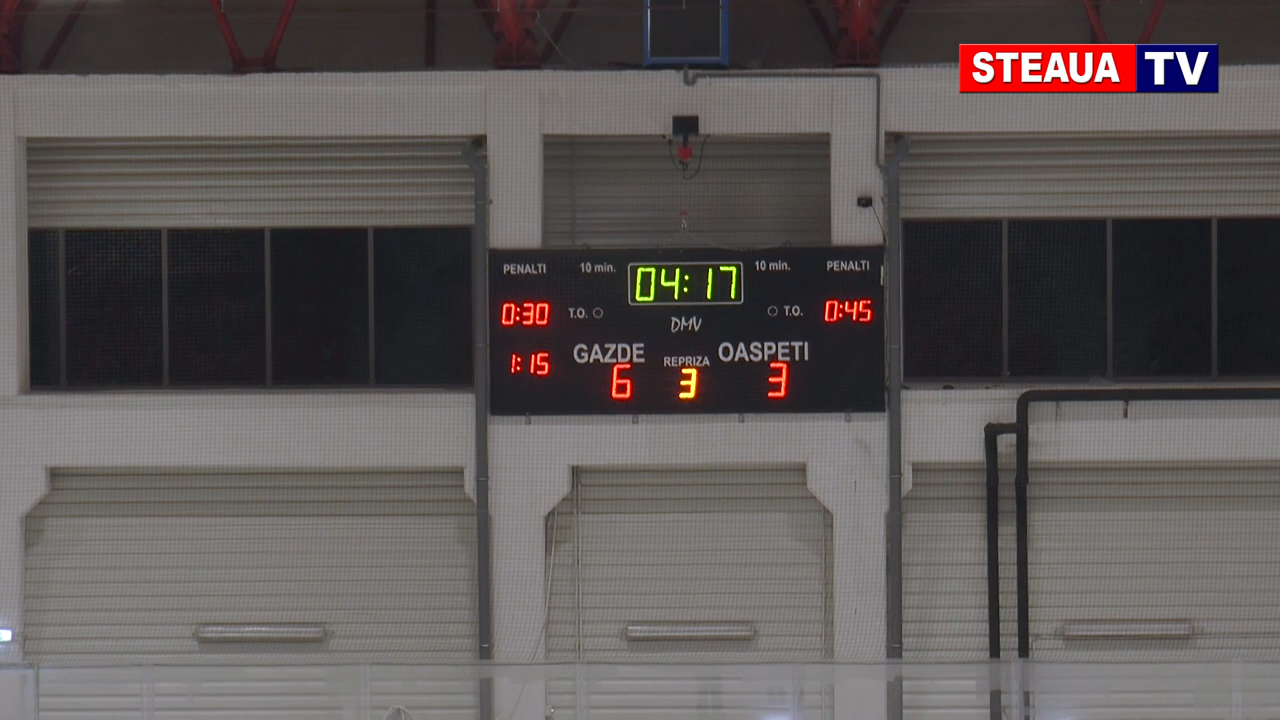 STEAUA TV
PENALTI 10 min. 04:17 10 min. PENALTI
0:30 T.O. T.O. 0:45
DMV
1:15 GAZDE REPRIZA OASPETI
6 3 3